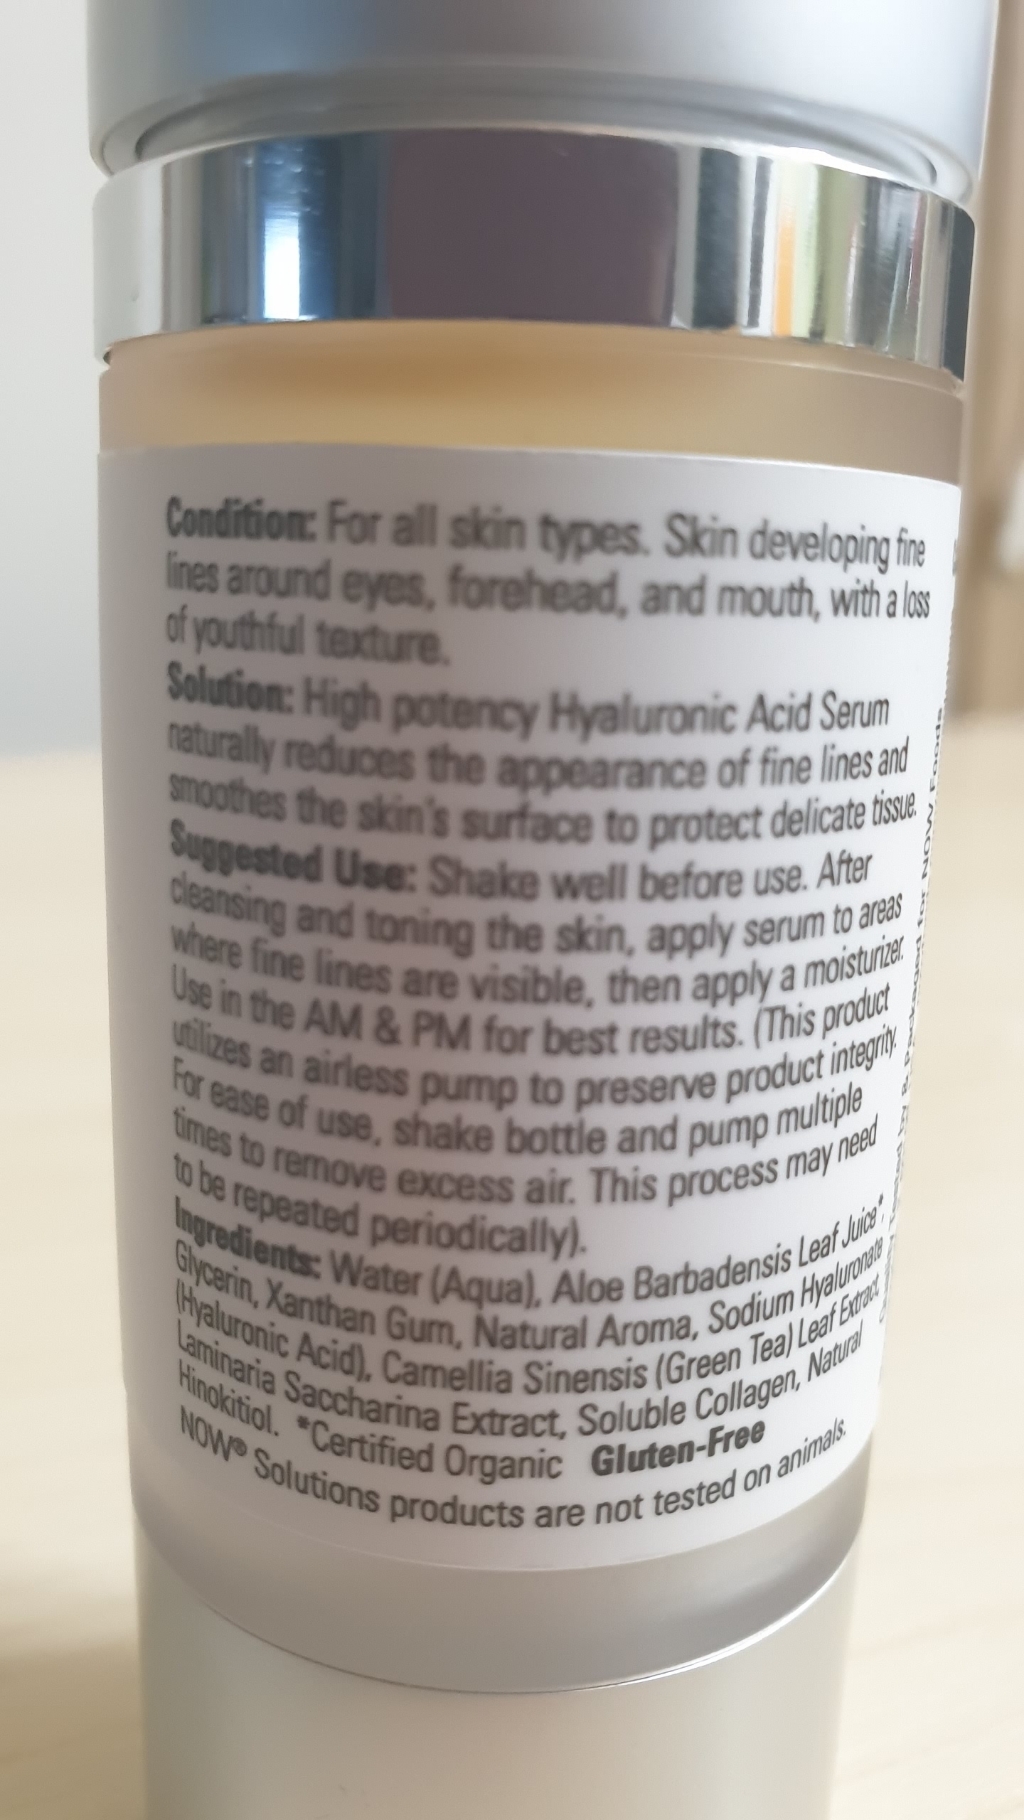 Condition: For all skin types. Skin developing fine
lines around eyes, forehead, and mouth, with a loss
of youthful texture.
Solution: High potency Hyaluronic Acid Serum
naturally reduces the appearance of fine lines and
smoothes the skin's surface to protect delicate tissue.
Suggested Use: Shake well before use. After
cleansing and toning the skin, apply serum to areas
where fine lines are visible, then apply a moisturizer.
Use in the AM & PM for best results. (This product
utilizes an airless pump to preserve product integrity.
For ease of use, shake bottle and pump multiple
times to remove excess air. This process may need
to be repeated periodically).
Ingredients: Water (Aqua), Aloe Barbadensis Leaf Juice*,
Glycerin, Xanthan Gum, Natural Aroma, Sodium Hyaluronate
(Hyaluronic Acid), Camellia Sinensis (Green Tea) Leaf Extract,
Laminaria Saccharina Extract, Soluble Collagen, Natural
Hinokitiol. *Certified Organic Gluten-Free
NOW® Solutions products are not tested on animals.
by & Packaged for NOW Foods